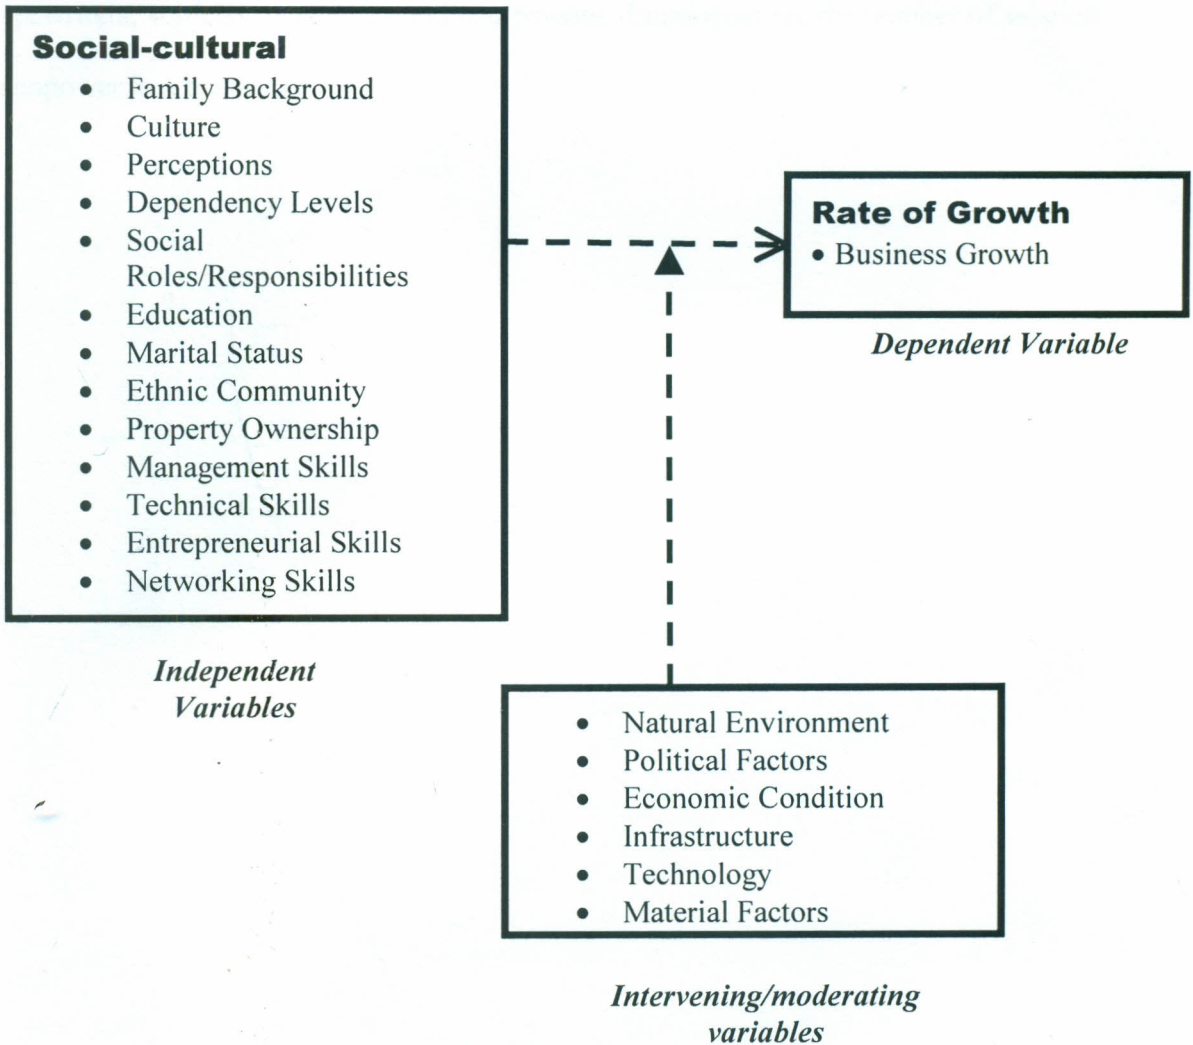 Social-cultural
• Family Background
• Culture
• Perceptions
• Dependency Levels
• Social
Roles/Responsibilities
• Education
• Marital Status
• Ethnic Community
• Property Ownership
• Management Skills
• Technical Skills
• Entrepreneurial Skills
• Networking Skills
Independent
Variables
Rate of Growth
• Business Growth
Dependent Variable
• Natural Environment
• Political Factors
• Economic Condition
• Infrastructure
• Technology
• Material Factors
Intervening/moderating
variables